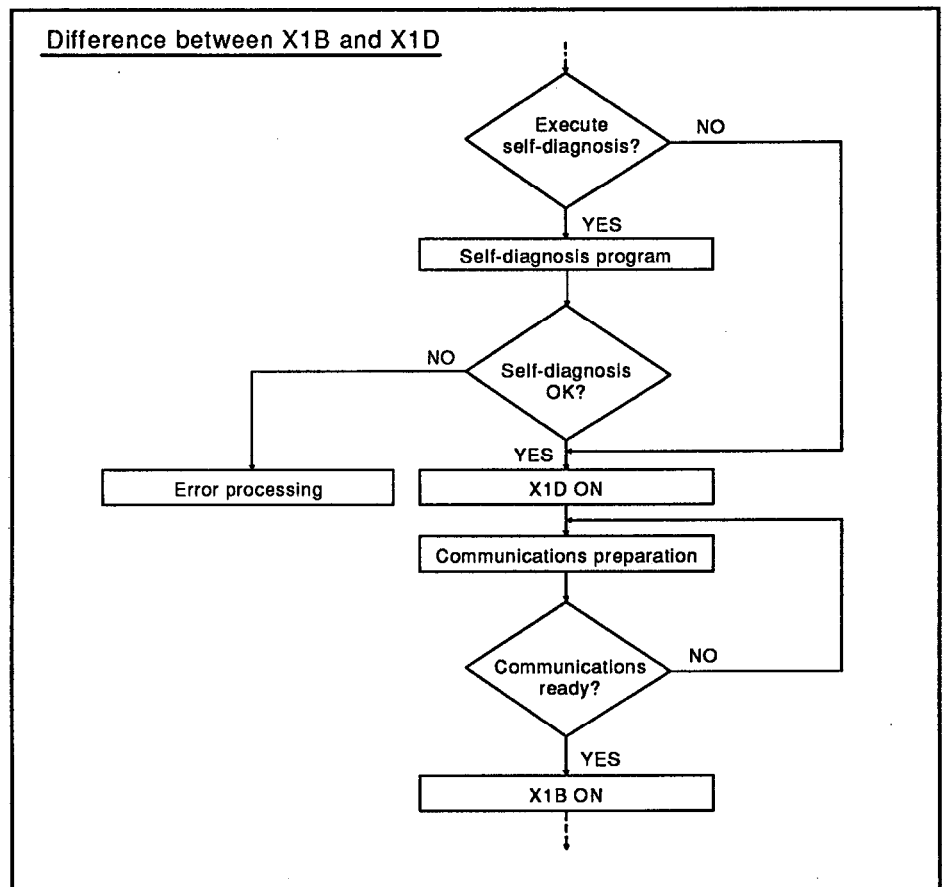 Difference between X1B and X1D
Execute
self-diagnosis?
NO
YES
Self-diagnosis program
NO
Self-diagnosis
OK?
YES
Error processing
X1D ON
Communications preparation
Communications
ready?
NO
YES
X1B ON